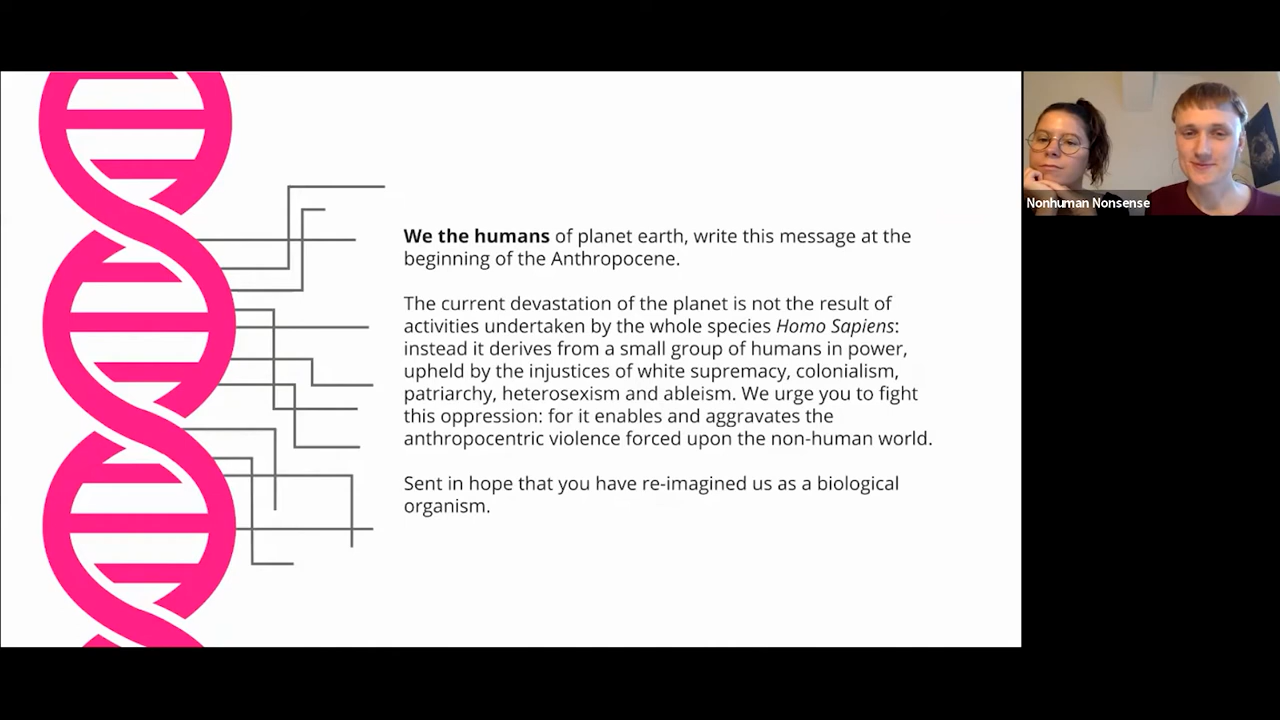 We the humans of planet earth, write this message at the
beginning of the Anthropocene.
The current devastation of the planet is not the result of
activities undertaken by the whole species Homo Sapiens:
instead it derives from a small group of humans in power,
upheld by the injustices of white supremacy, colonialism,
patriarchy, heterosexism and ableism. We urge you to fight
this oppression: for it enables and aggravates the
anthropocentric violence forced upon the non-human world.
Sent in hope that you have re-imagined us as a biological
organism.
Nonhuman Nonsense